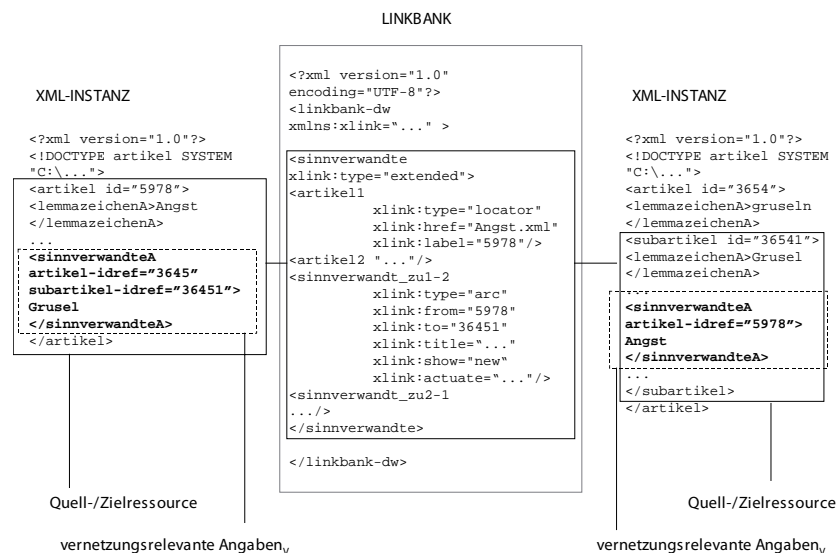 LINKBANK
XML-INSTANZ
<?xml version="1.0"?>
<!DOCTYPE artikel SYSTEM
"C:\...">
<artikel id="5978">
<lemmazeichenA>Angst
</lemmazeichenA>
...
<sinnverwandteA
artikel-idref="3645"
subartikel-idref="36451">
Grusel
</sinnverwandteA>
</artikel>
Quell-/Zielressource
vernetzungsrelevante Angabenᵥ
<?xml version="1.0"
encoding="UTF-8"?>
<linkbank-dw
xmlns:xlink="..." >
<sinnverwandte
xlink:type="extended">
<artikel1
xlink:type="locator"
xlink:href="Angst.xml"
xlink:label="5978"/>
<artikel2 "..."/>
<sinnverwandt_zu1-2
xlink:type="arc"
xlink:from="5978"
xlink:to="36451"
xlink:title="..."
xlink:show="new"
xlink:actuate="..."/>
<sinnverwandt_zu2-1
.../>
</sinnverwandte>
</linkbank-dw>
XML-INSTANZ
<?xml version="1.0"?>
<!DOCTYPE artikel SYSTEM
"C:\...">
<artikel id="3654">
<lemmazeichenA>gruseln
</lemmazeichenA>
<subartikel id="36541">
<lemmazeichenA>Grusel
</lemmazeichenA>
...
<sinnverwandteA
artikel-idref="5978">
Angst
</sinnverwandteA>
...
</subartikel>
</artikel>
Quell-/Zielressource
vernetzungsrelevante Angabenᵥ